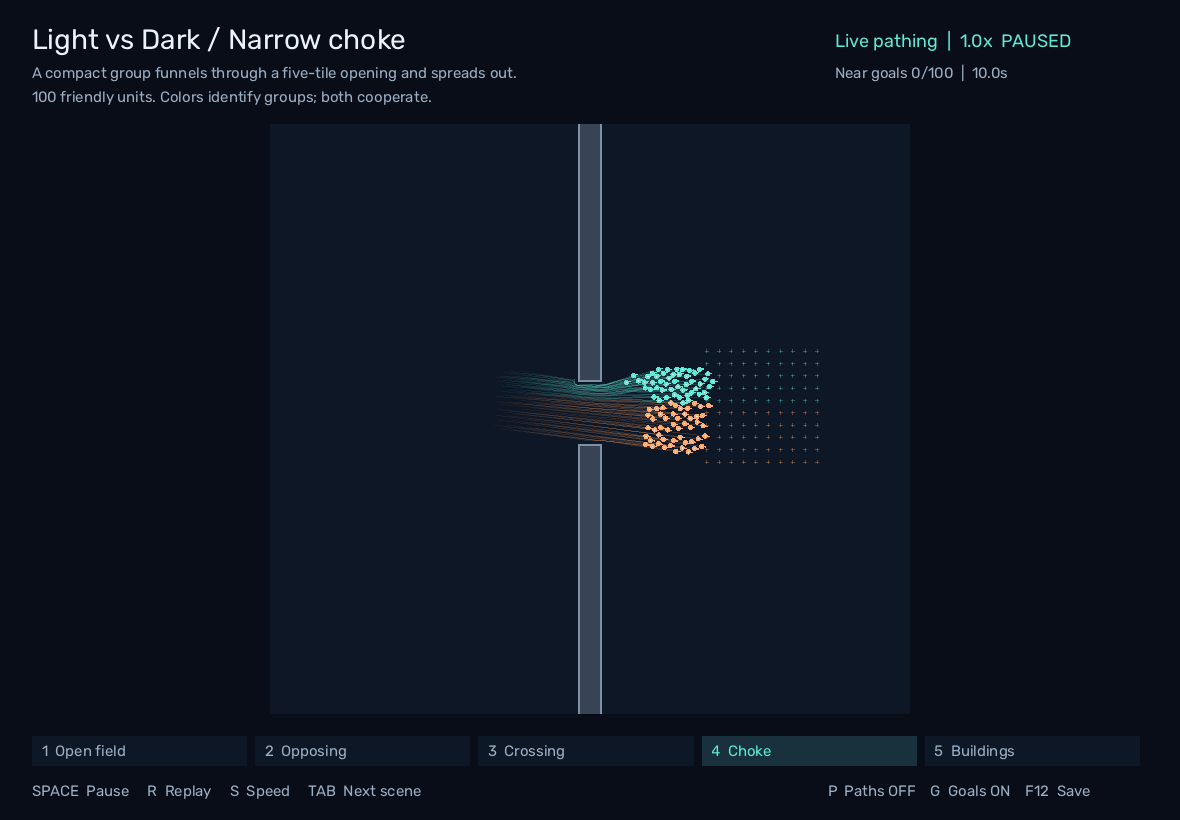 Light vs Dark / Narrow choke
A compact group funnels through a five-tile opening and spreads out.
100 friendly units. Colors identify groups; both cooperate.
Live pathing | 1.0x PAUSED
Near goals 0/100 | 10.0s
1 Open field
2 Opposing
3 Crossing
4 Choke
5 Buildings
SPACE Pause R Replay S Speed TAB Next scene
P Paths OFF G Goals ON F12 Save